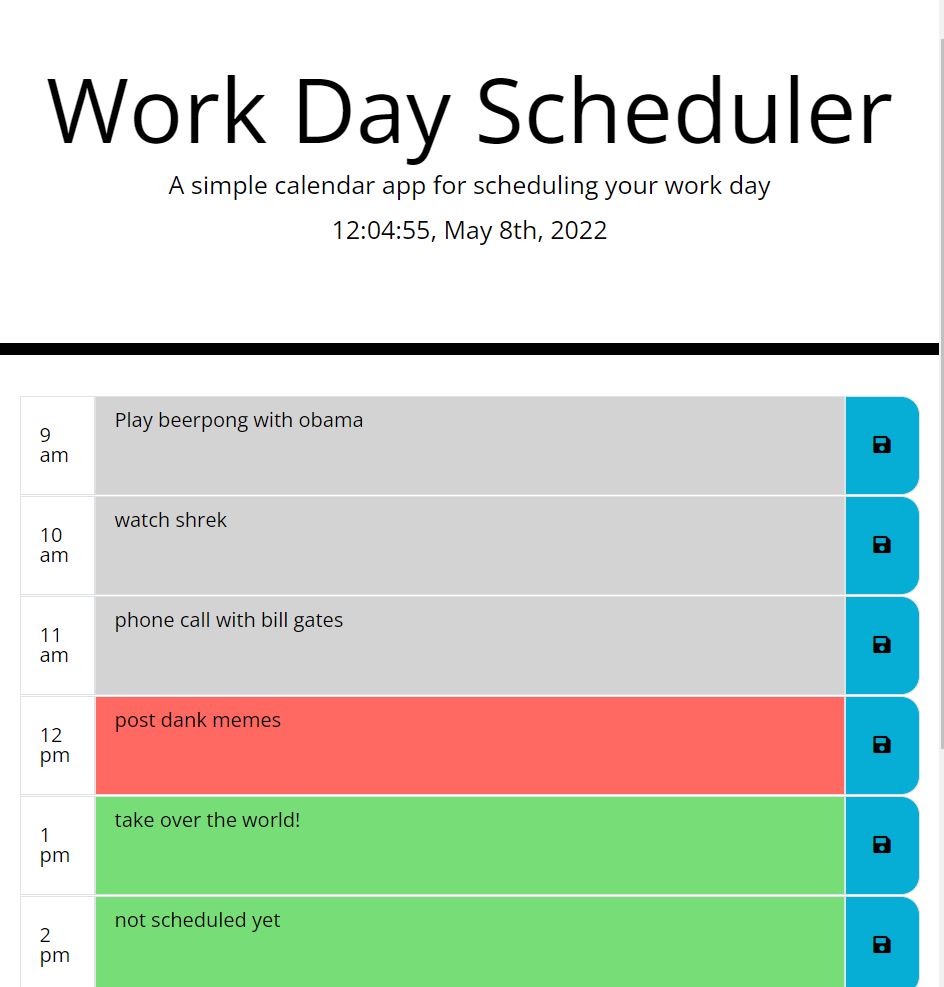 Work Day Scheduler
A simple calendar app for scheduling your work day
12:04:55, May 8th, 2022
9
am
Play beerpong with obama
10
am
watch shrek
11
am
phone call with bill gates
12
pm
post dank memes
1
pm
take over the world!
2
pm
not scheduled yet